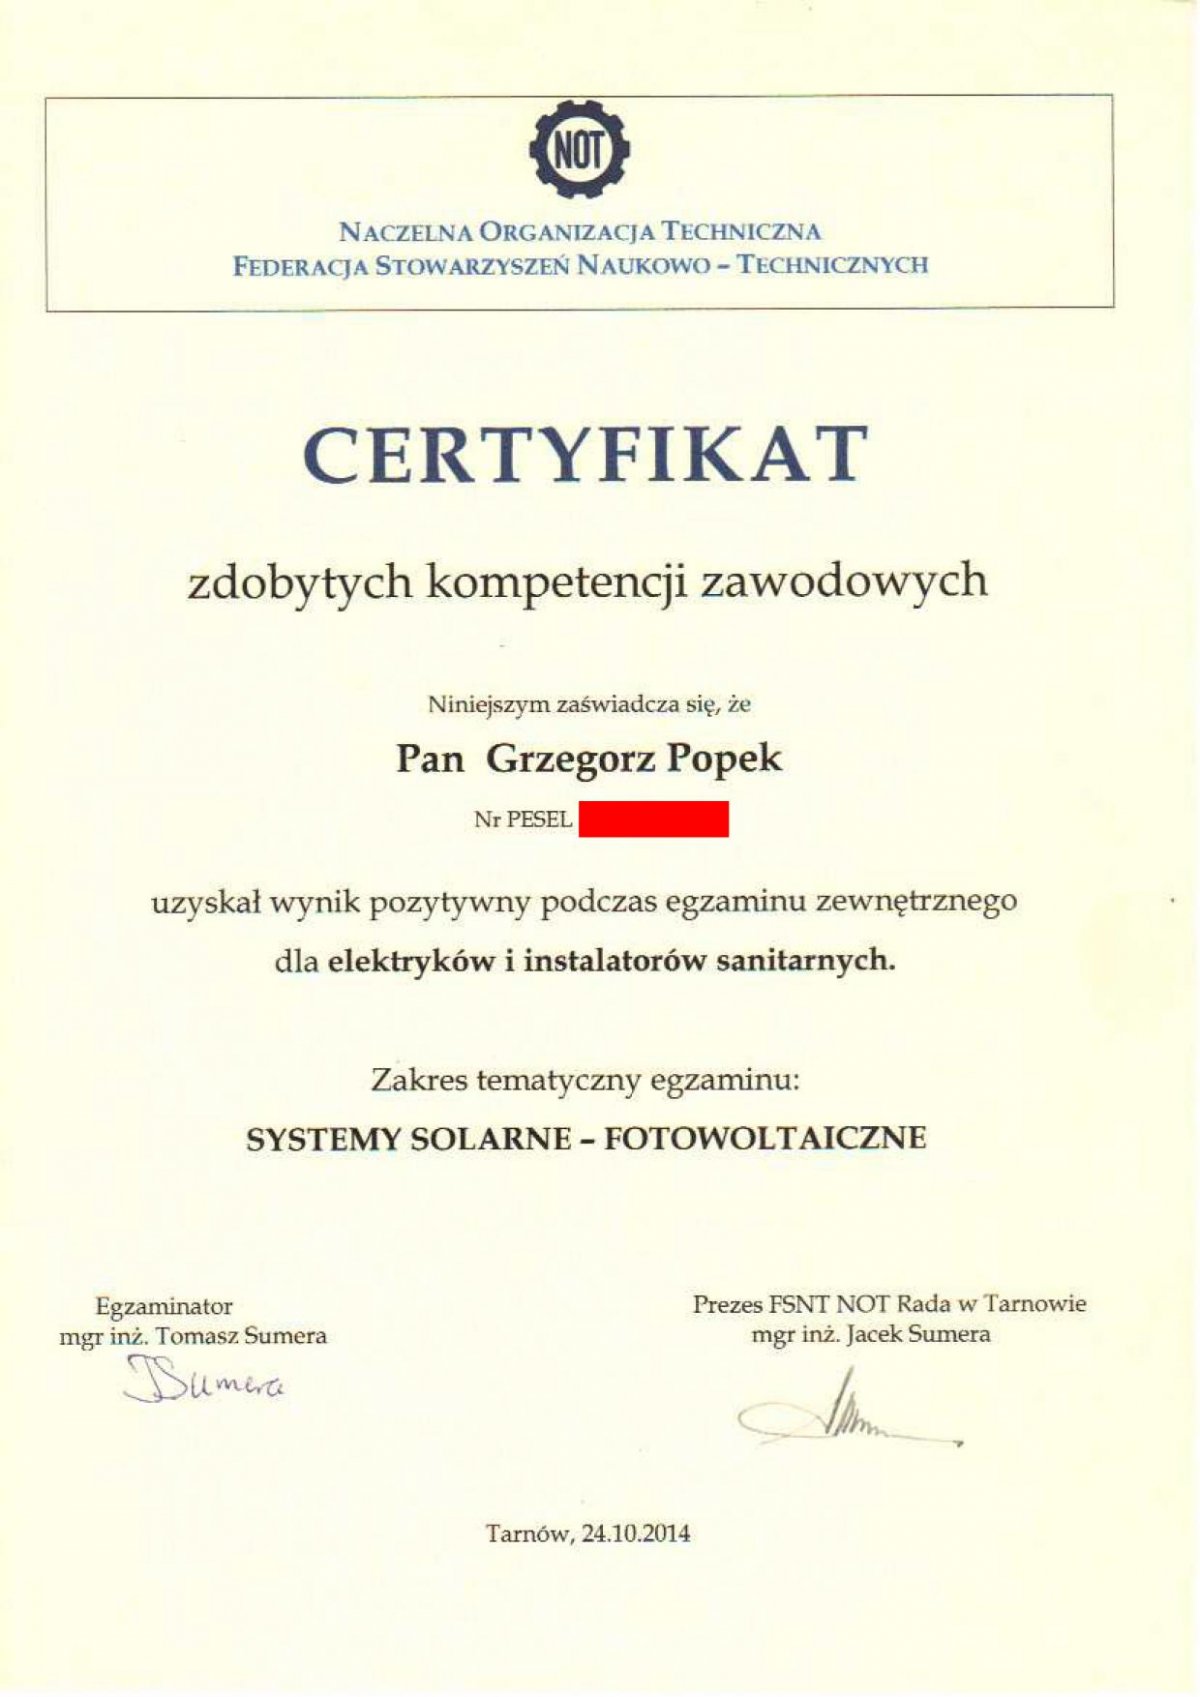 NOT
NACZELNA ORGANIZACJA TECHNICZNA
FEDERACJA STOWARZYSZEŃ NAUKOWO – TECHNICZNYCH
CERTYFIKAT
zdobytych kompetencji zawodowych
Niniejszym zaświadcza się, że
Pan Grzegorz Popek
Nr PESEL
uzyskał wynik pozytywny podczas egzaminu zewnętrznego
dla elektryków i instalatorów sanitarnych.
Zakres tematyczny egzaminu:
SYSTEMY SOLARNE – FOTOWOLTAICZNE
Egzaminator
mgr inż. Tomasz Sumera
TSumera
Prezes FSNT NOT Rada w Tarnowie
mgr inż. Jacek Sumera
Tarnów, 24.10.2014